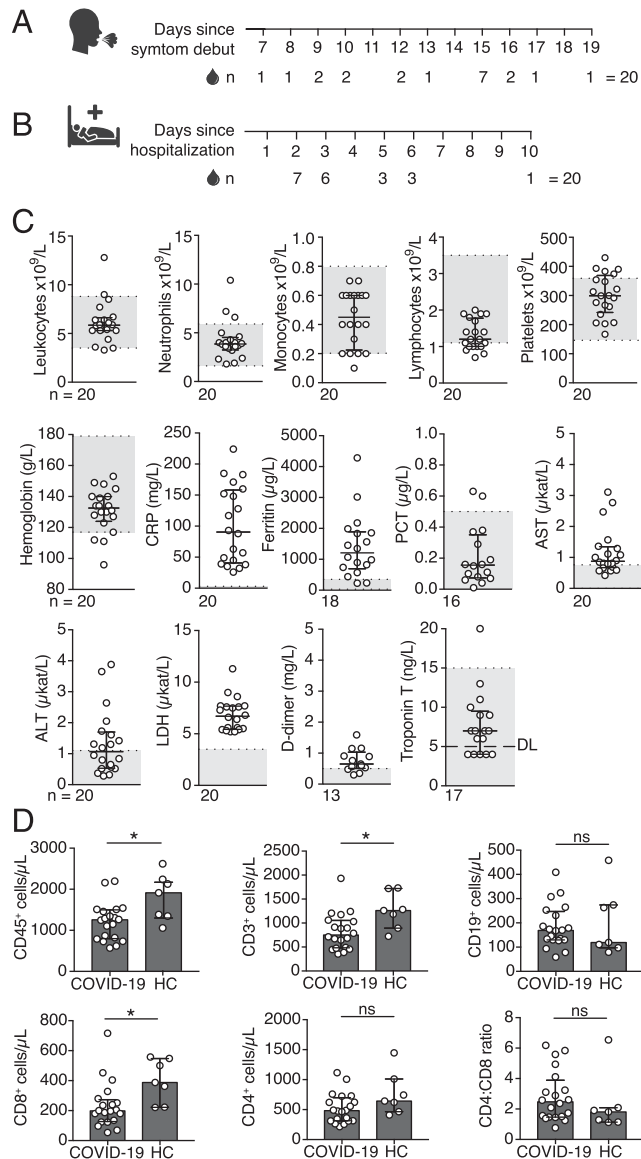 A
Days since
symtom debut
7 8 9 10 11 12 13 14 15 16 17 18 19
n 1 1 2 2 2 1 7 2 1 1 = 20
B
Days since
hospitalization
1 2 3 4 5 6 7 8 9 10
n 7 6 3 3 1 = 20
C
Leukocytes x10⁹/L
15
10
5
0
n = 20
Neutrophils x10⁹/L
15
10
5
0
20
Monocytes x10⁹/L
1.0
0.8
0.6
0.4
0.2
0.0
20
Lymphocytes x10⁹/L
4
3
2
1
0
20
Platelets x10⁹/L
500
400
300
200
100
0
20
Hemoglobin (g/L)
180
160
140
120
100
80
n = 20
CRP (mg/L)
250
200
150
100
50
0
20
Ferritin (µg/L)
5000
4000
3000
2000
1000
0
18
PCT (µg/L)
1.0
0.8
0.6
0.4
0.2
0.0
16
AST (µkat/L)
5
4
3
2
1
0
20
ALT (µkat/L)
5
4
3
2
1
0
n = 20
LDH (µkat/L)
15
10
5
0
20
D-dimer (mg/L)
5
4
3
2
1
0
13
Troponin T (ng/L)
20
15
10
5
0
DL
17
D
CD45⁺ cells/µL
3000
2000
1000
0
*
COVID-19 HC
CD3⁺ cells/µL
2500
2000
1500
1000
500
0
*
COVID-19 HC
CD19⁺ cells/µL
500
400
300
200
100
0
ns
COVID-19 HC
CD8⁺ cells/µL
800
600
400
200
0
*
COVID-19 HC
CD4⁺ cells/µL
2000
1500
1000
500
0
ns
COVID-19 HC
CD4:CD8 ratio
8
6
4
2
0
ns
COVID-19 HC